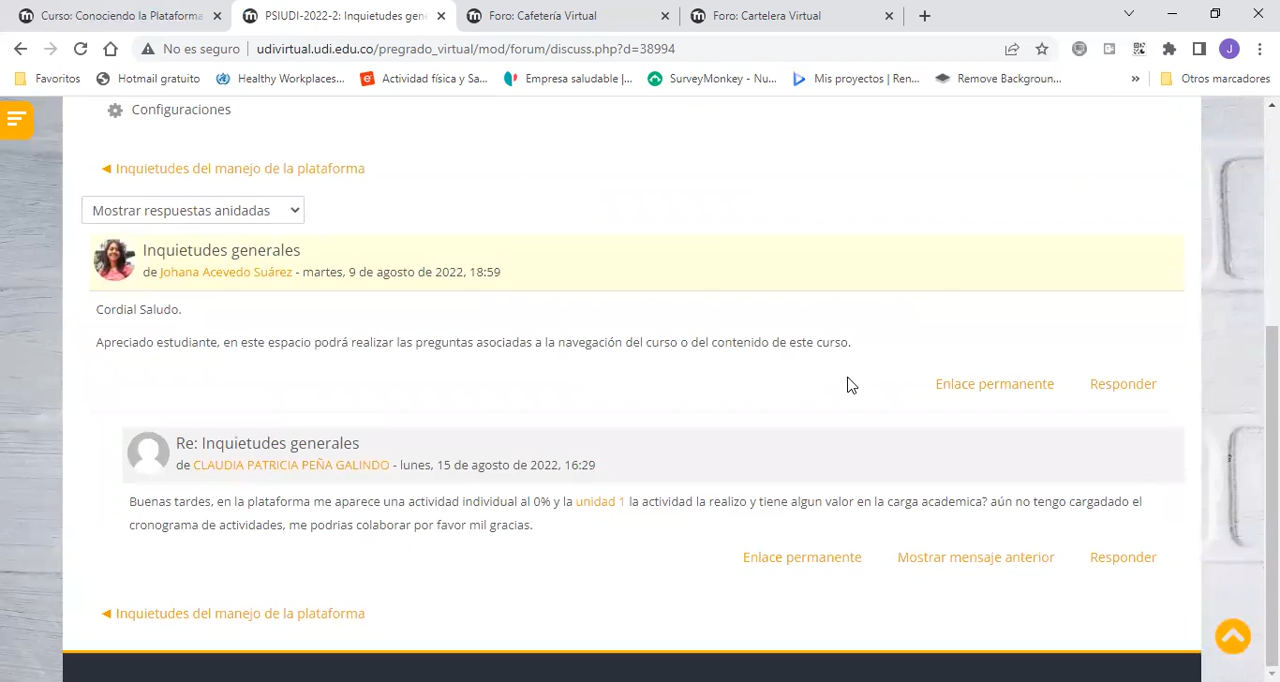 Curso: Conociendo la Plataforma
PSIUDI-2022-2: Inquietudes gen
Foro: Cafetería Virtual
Foro: Cartelera Virtual
No es seguro
udivirtual.udi.edu.co/pregrado_virtual/mod/forum/discuss.php?d=38994
J
Favoritos
Hotmail gratuito
Healthy Workplaces...
Actividad física y Sa...
Empresa saludable |...
SurveyMonkey - Nu...
Mis proyectos | Ren...
Remove Backgroun...
»
Otros marcadores
Configuraciones
◄ Inquietudes del manejo de la plataforma
Mostrar respuestas anidadas
Inquietudes generales
de Johana Acevedo Suárez - martes, 9 de agosto de 2022, 18:59
Cordial Saludo.
Apreciado estudiante, en este espacio podrá realizar las preguntas asociadas a la navegación del curso o del contenido de este curso.
Enlace permanente Responder
Re: Inquietudes generales
de CLAUDIA PATRICIA PEÑA GALINDO - lunes, 15 de agosto de 2022, 16:29
Buenas tardes, en la plataforma me aparece una actividad individual al 0% y la unidad 1 la actividad la realizo y tiene algun valor en la carga academica? aún no tengo cargadado el
cronograma de actividades, me podrias colaborar por favor mil gracias.
Enlace permanente Mostrar mensaje anterior Responder
◄ Inquietudes del manejo de la plataforma